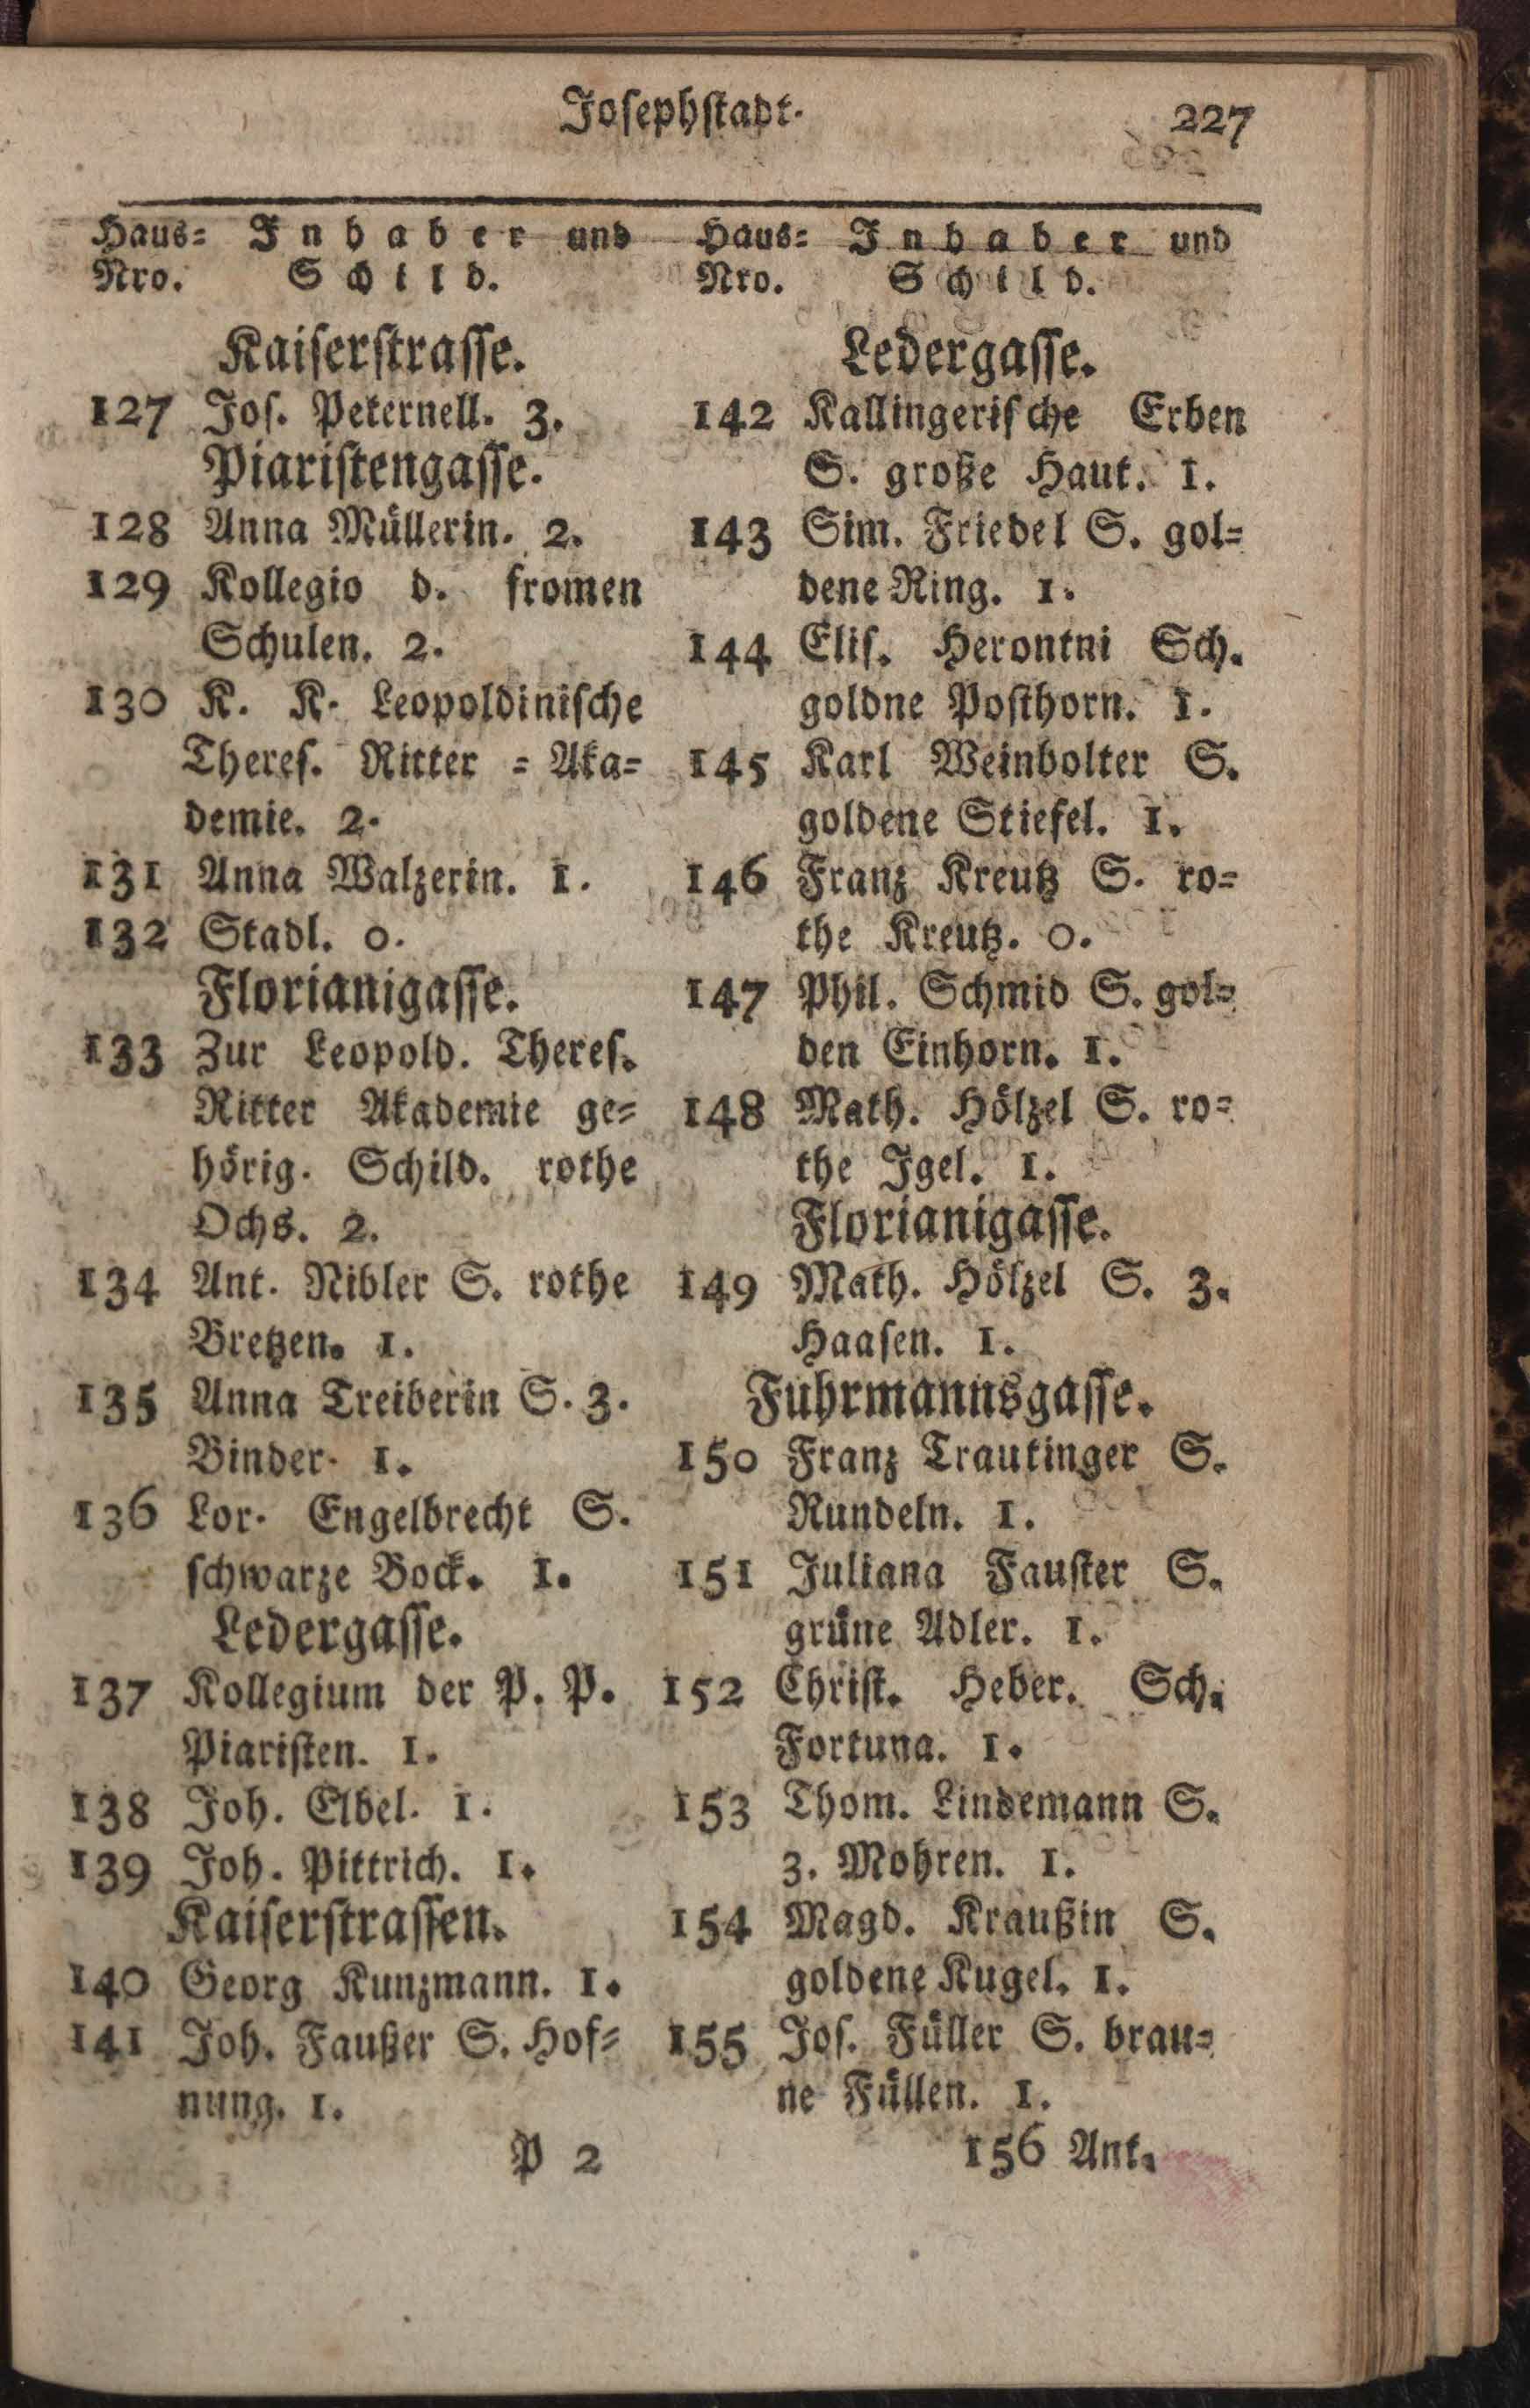 Josephstadt. 227
Haus= Inhaber und
Nro. Schild.
Kaiserstrasse.
127 Jos. Peternell. 3.
Piaristengasse.
128 Anna Müllerin. 2.
129 Kollegio d. fromen
Schulen. 2.
130 K. K. Leopoldinische
Theres. Ritter = Aka=
demie. 2.
131 Anna Walzerin. 1.
132 Stadl. 0.
Florianigasse.
133 Zur Leopold. Theres.
Ritter Akademie ge=
hörig. Schild. rothe
Ochs. 2.
134 Ant. Nibler S. rothe
Bretzen. 1.
135 Anna Treiberin S. 3.
Binder. 1.
136 Lor. Engelbrecht S.
schwarze Bock. 1.
Ledergasse.
137 Kollegium der P. P.
Piaristen. 1.
138 Joh. Elbel. 1.
139 Joh. Pittrich. 1.
Kaiserstrassen.
140 Georg Kunzmann. 1.
141 Joh. Faußer S. Hof=
nung. 1.
P 2
Haus= Inhaber und
Nro. Schild.
Ledergasse.
142 Kallingerische Erben
S. große Haut. 1.
143 Sim. Friedel S. gol=
dene Ring. 1.
144 Elis. Herontni Sch.
goldne Posthorn. 1.
145 Karl Weinbolter S.
goldene Stiefel. 1.
146 Franz Kreutz S. ro=
the Kreutz. 0.
147 Phil. Schmid S. gol=
den Einhorn. 1.
148 Math. Hölzel S. ro=
the Igel. 1.
Florianigasse.
149 Math. Hölzel S. 3.
Haasen. 1.
Fuhrmannsgasse.
150 Franz Trautinger S.
Rundeln. 1.
151 Juliana Fauster S.
grüne Adler. 1.
152 Christ. Heber. Sch.
Fortuna. 1.
153 Thom. Lindemann S.
3. Mohren. 1.
154 Magd. Kraußin S.
goldene Kugel. 1.
155 Jos. Füller S. brau=
ne Füllen. 1.
156 Ant.